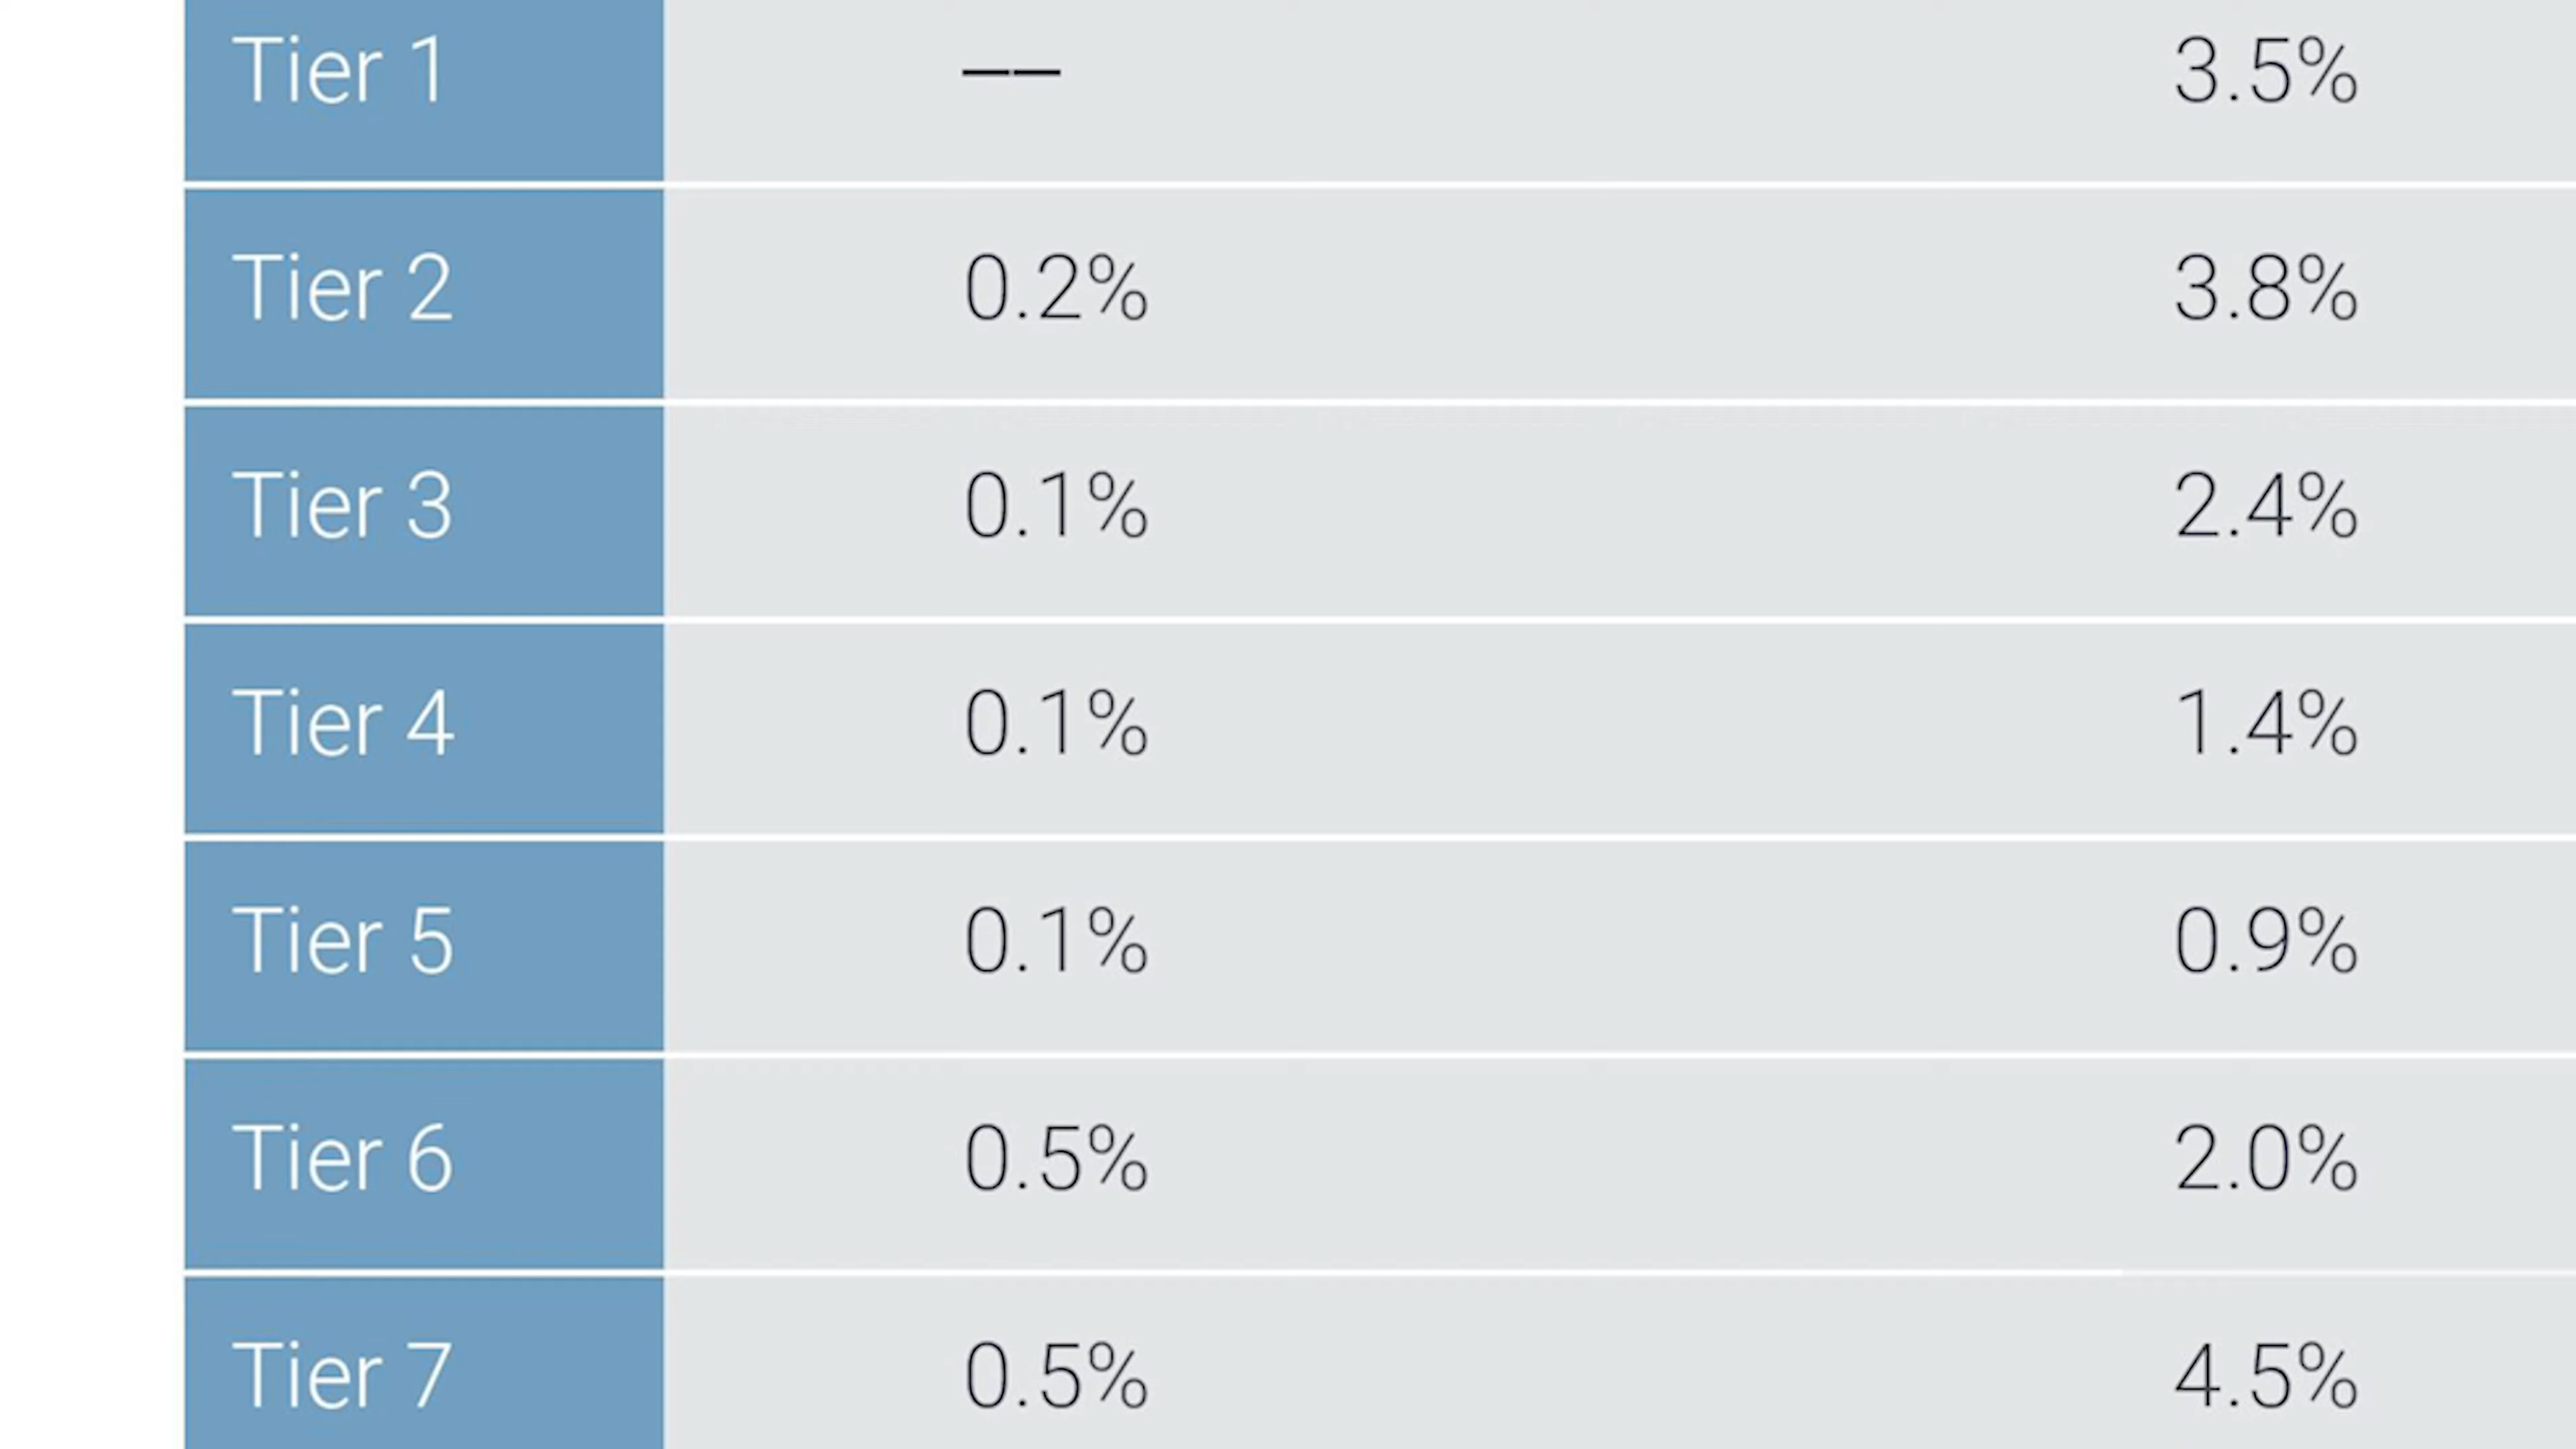 Tier 1 —— 3.5%
Tier 2 0.2% 3.8%
Tier 3 0.1% 2.4%
Tier 4 0.1% 1.4%
Tier 5 0.1% 0.9%
Tier 6 0.5% 2.0%
Tier 7 0.5% 4.5%